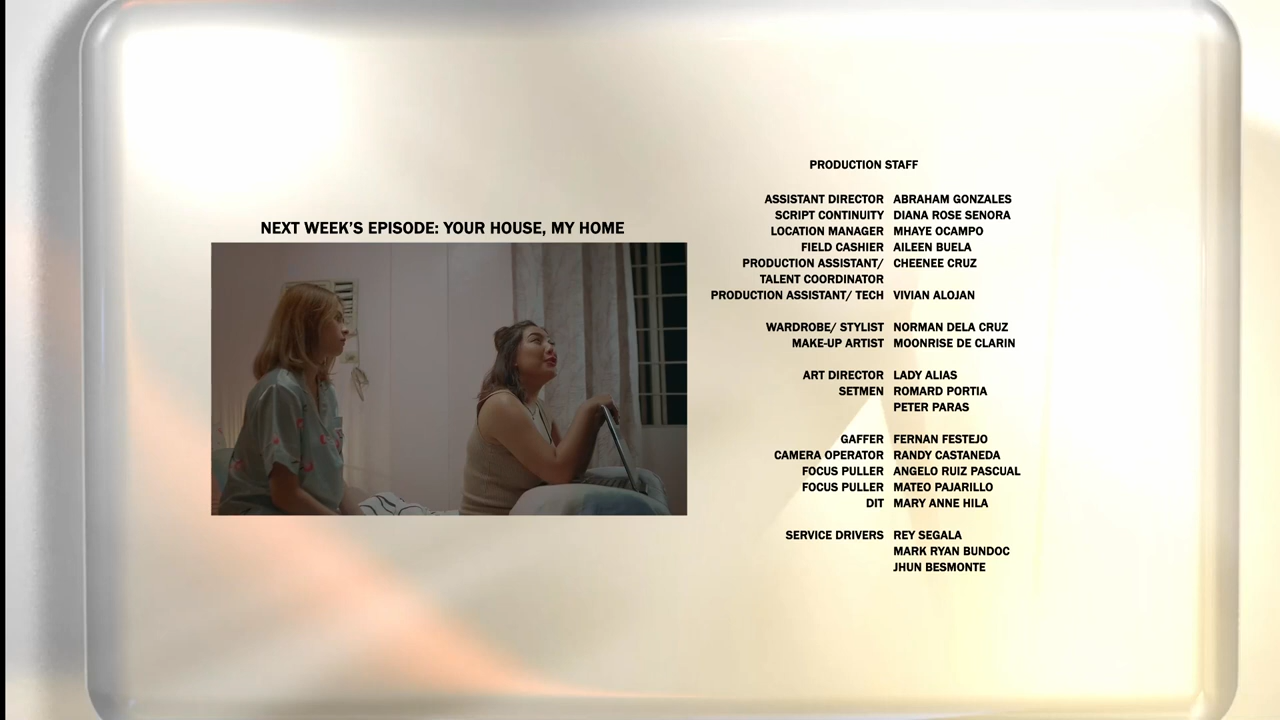 NEXT WEEK'S EPISODE: YOUR HOUSE, MY HOME
PRODUCTION STAFF
ASSISTANT DIRECTOR ABRAHAM GONZALES
SCRIPT CONTINUITY DIANA ROSE SENORA
LOCATION MANAGER MHAYE OCAMPO
FIELD CASHIER AILEEN BUELA
PRODUCTION ASSISTANT/ CHEENEE CRUZ
TALENT COORDINATOR
PRODUCTION ASSISTANT/ TECH VIVIAN ALOJAN
WARDROBE/ STYLIST NORMAN DELA CRUZ
MAKE-UP ARTIST MOONRISE DE CLARIN
ART DIRECTOR LADY ALIAS
SETMEN ROMARD PORTIA
PETER PARAS
GAFFER FERNAN FESTEJO
CAMERA OPERATOR RANDY CASTANEDA
FOCUS PULLER ANGELO RUIZ PASCUAL
FOCUS PULLER MATEO PAJARILLO
DIT MARY ANNE HILA
SERVICE DRIVERS REY SEGALA
MARK RYAN BUNDOC
JHUN BESMONTE